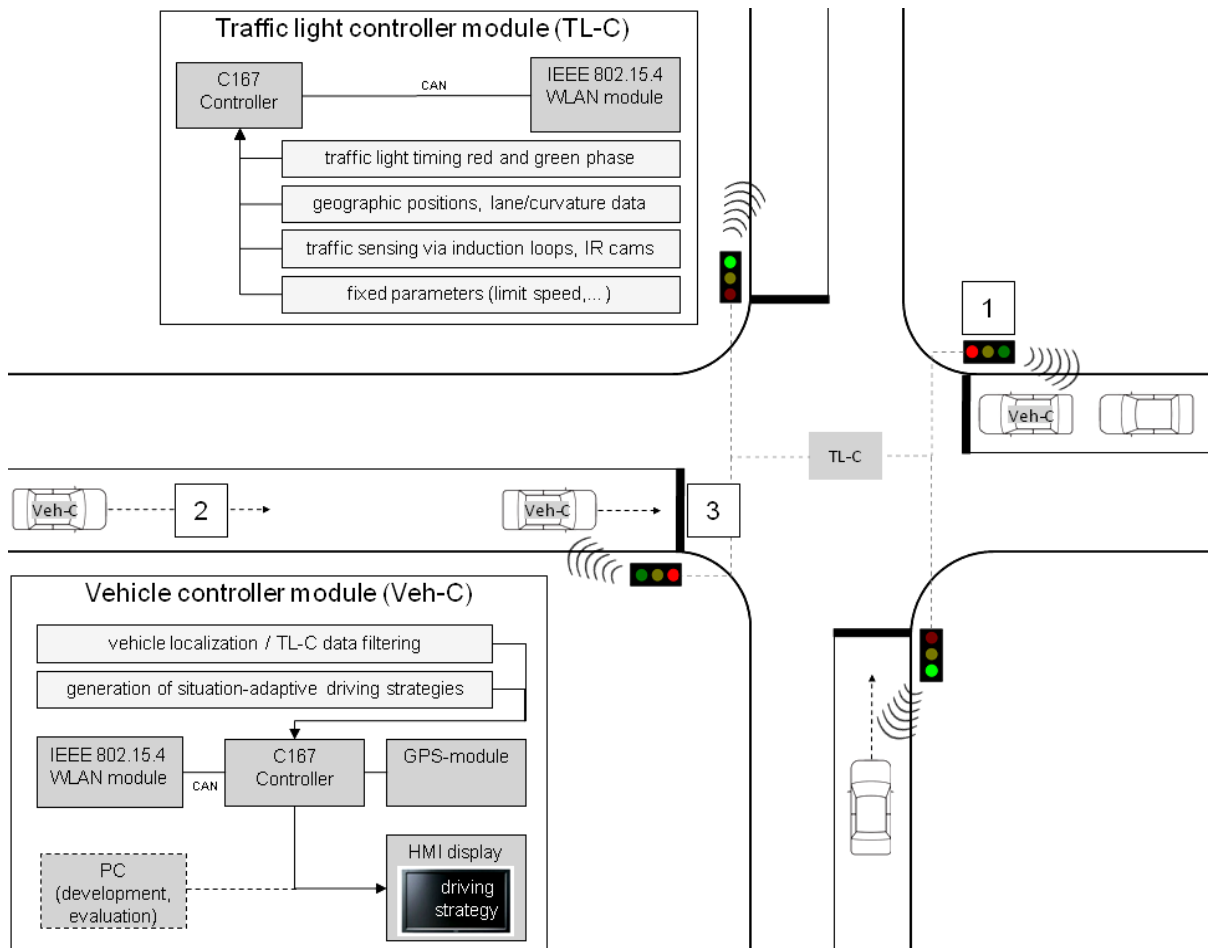 Traffic light controller module (TL-C)
C167
Controller
CAN
IEEE 802.15.4
WLAN module
traffic light timing red and green phase
geographic positions, lane/curvature data
traffic sensing via induction loops, IR cams
fixed parameters (limit speed,...)
1
Veh-C
TL-C
Veh-C
2
Veh-C
3
Vehicle controller module (Veh-C)
vehicle localization / TL-C data filtering
generation of situation-adaptive driving strategies
IEEE 802.15.4
WLAN module
CAN
C167
Controller
GPS-module
PC
(development,
evaluation)
HMI display
driving
strategy